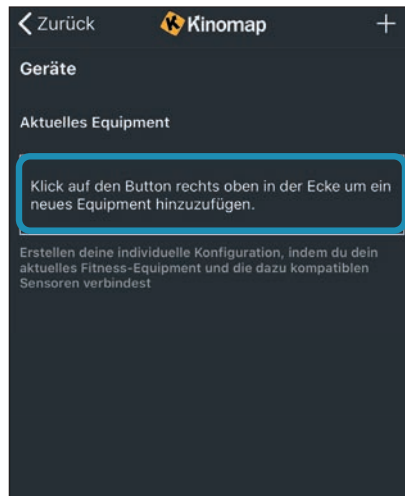 Zurück Kinomap +
Geräte
Aktuelles Equipment
Klick auf den Button rechts oben in der Ecke um ein
neues Equipment hinzuzufügen.
Erstellen deine individuelle Konfiguration, indem du dein
aktuelles Fitness-Equipment und die dazu kompatiblen
Sensoren verbindest